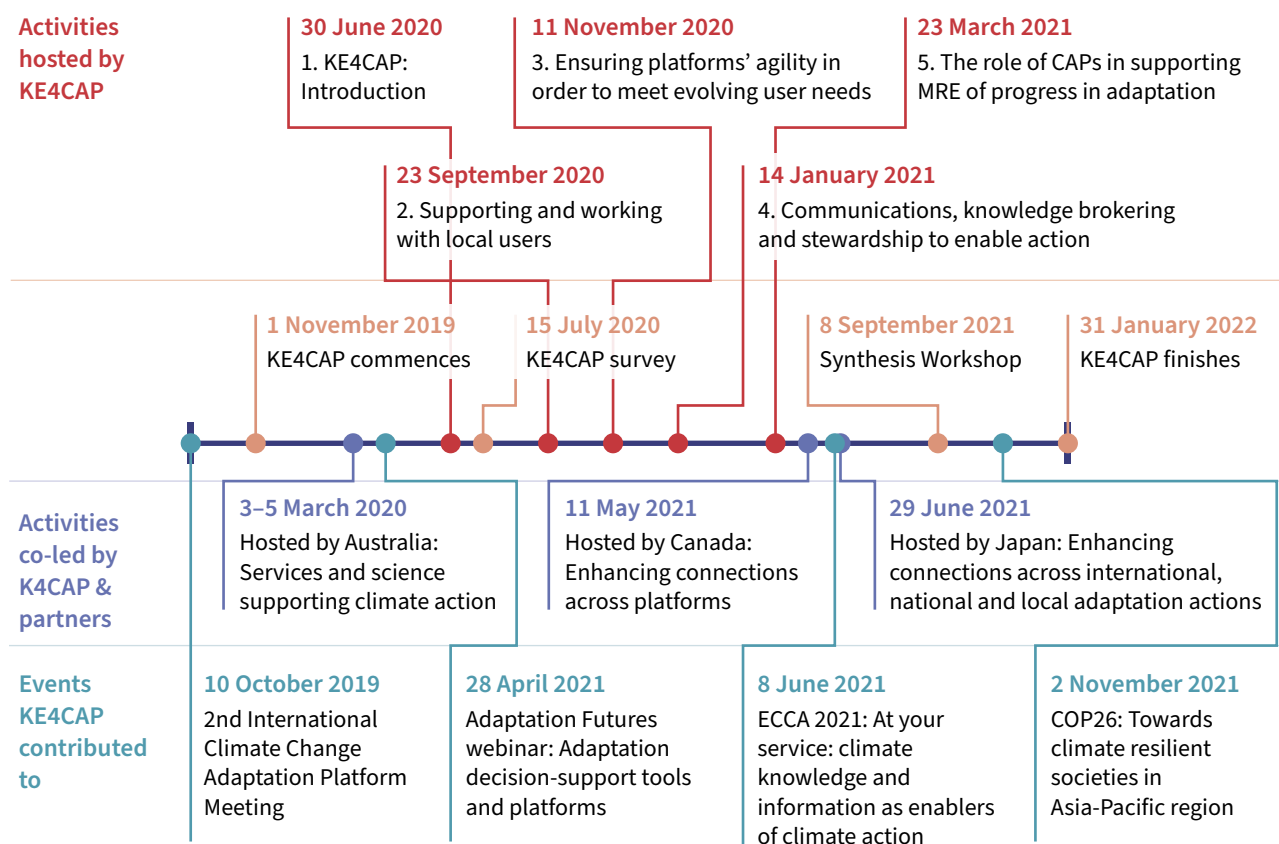 Activities
hosted by
KE4CAP
30 June 2020
1. KE4CAP:
Introduction
11 November 2020
3. Ensuring platforms’ agility in
order to meet evolving user needs
23 March 2021
5. The role of CAPs in supporting
MRE of progress in adaptation
23 September 2020
2. Supporting and working
with local users
14 January 2021
4. Communications, knowledge brokering
and stewardship to enable action
1 November 2019
KE4CAP commences
15 July 2020
KE4CAP survey
8 September 2021
Synthesis Workshop
31 January 2022
KE4CAP finishes
Activities
co-led by
K4CAP &
partners
3–5 March 2020
Hosted by Australia:
Services and science
supporting climate action
11 May 2021
Hosted by Canada:
Enhancing connections
across platforms
29 June 2021
Hosted by Japan: Enhancing
connections across international,
national and local adaptation actions
Events
KE4CAP
contributed
to
10 October 2019
2nd International
Climate Change
Adaptation Platform
Meeting
28 April 2021
Adaptation Futures
webinar: Adaptation
decision-support tools
and platforms
8 June 2021
ECCA 2021: At your
service: climate
knowledge and
information as enablers
of climate action
2 November 2021
COP26: Towards
climate resilient
societies in
Asia-Pacific region